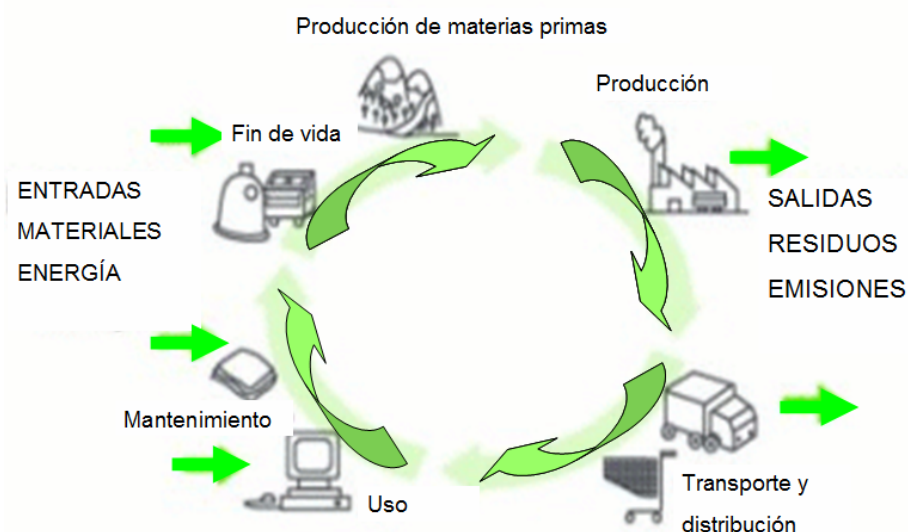 Producción de materias primas
Producción
Fin de vida
ENTRADAS
MATERIALES
ENERGÍA
SALIDAS
RESIDUOS
EMISIONES
Mantenimiento
Uso
Transporte y
distribución